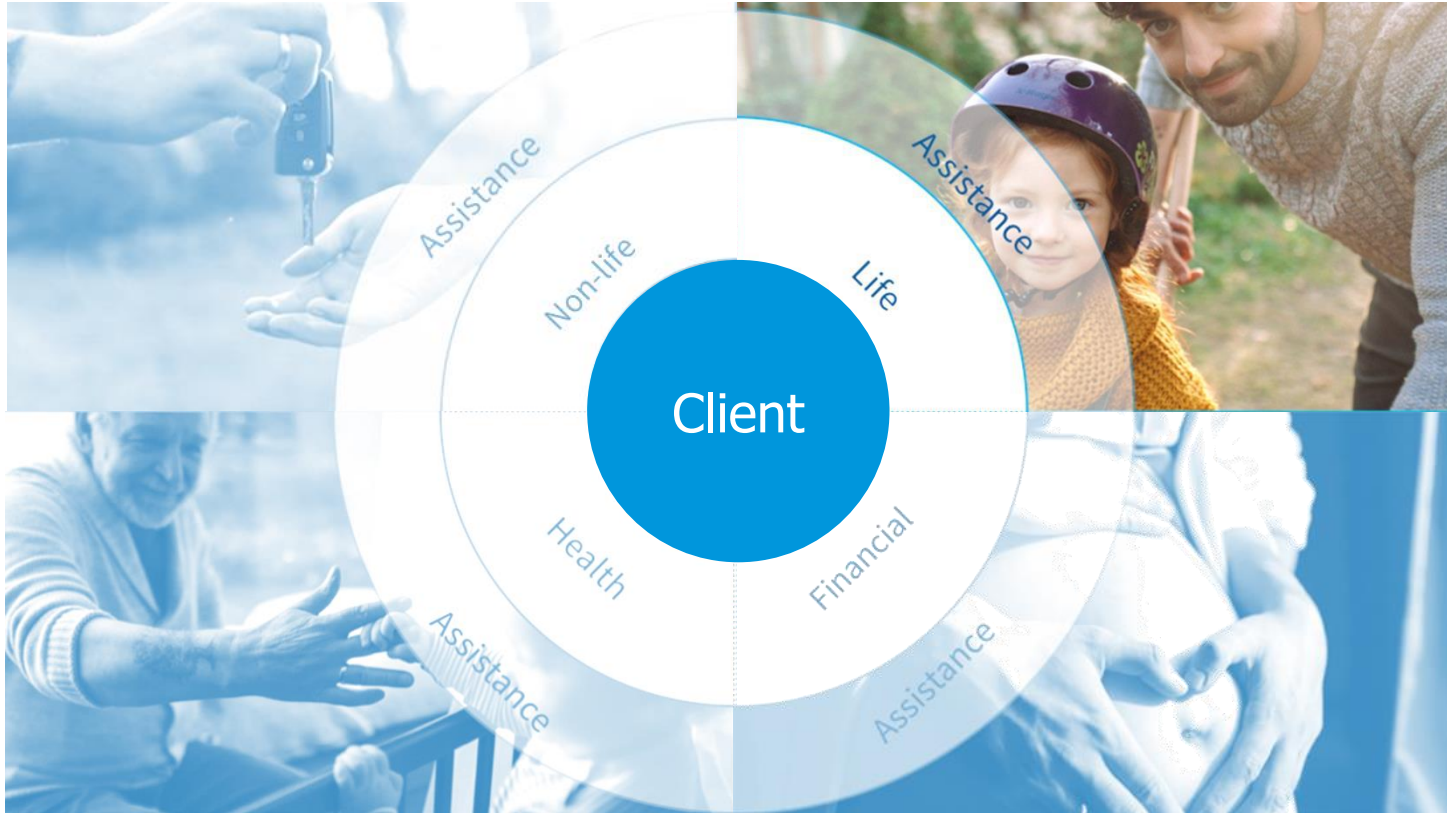 Assistance
Assistance
Non-life
Life
Client
Health
Financial
Assistance
Assistance